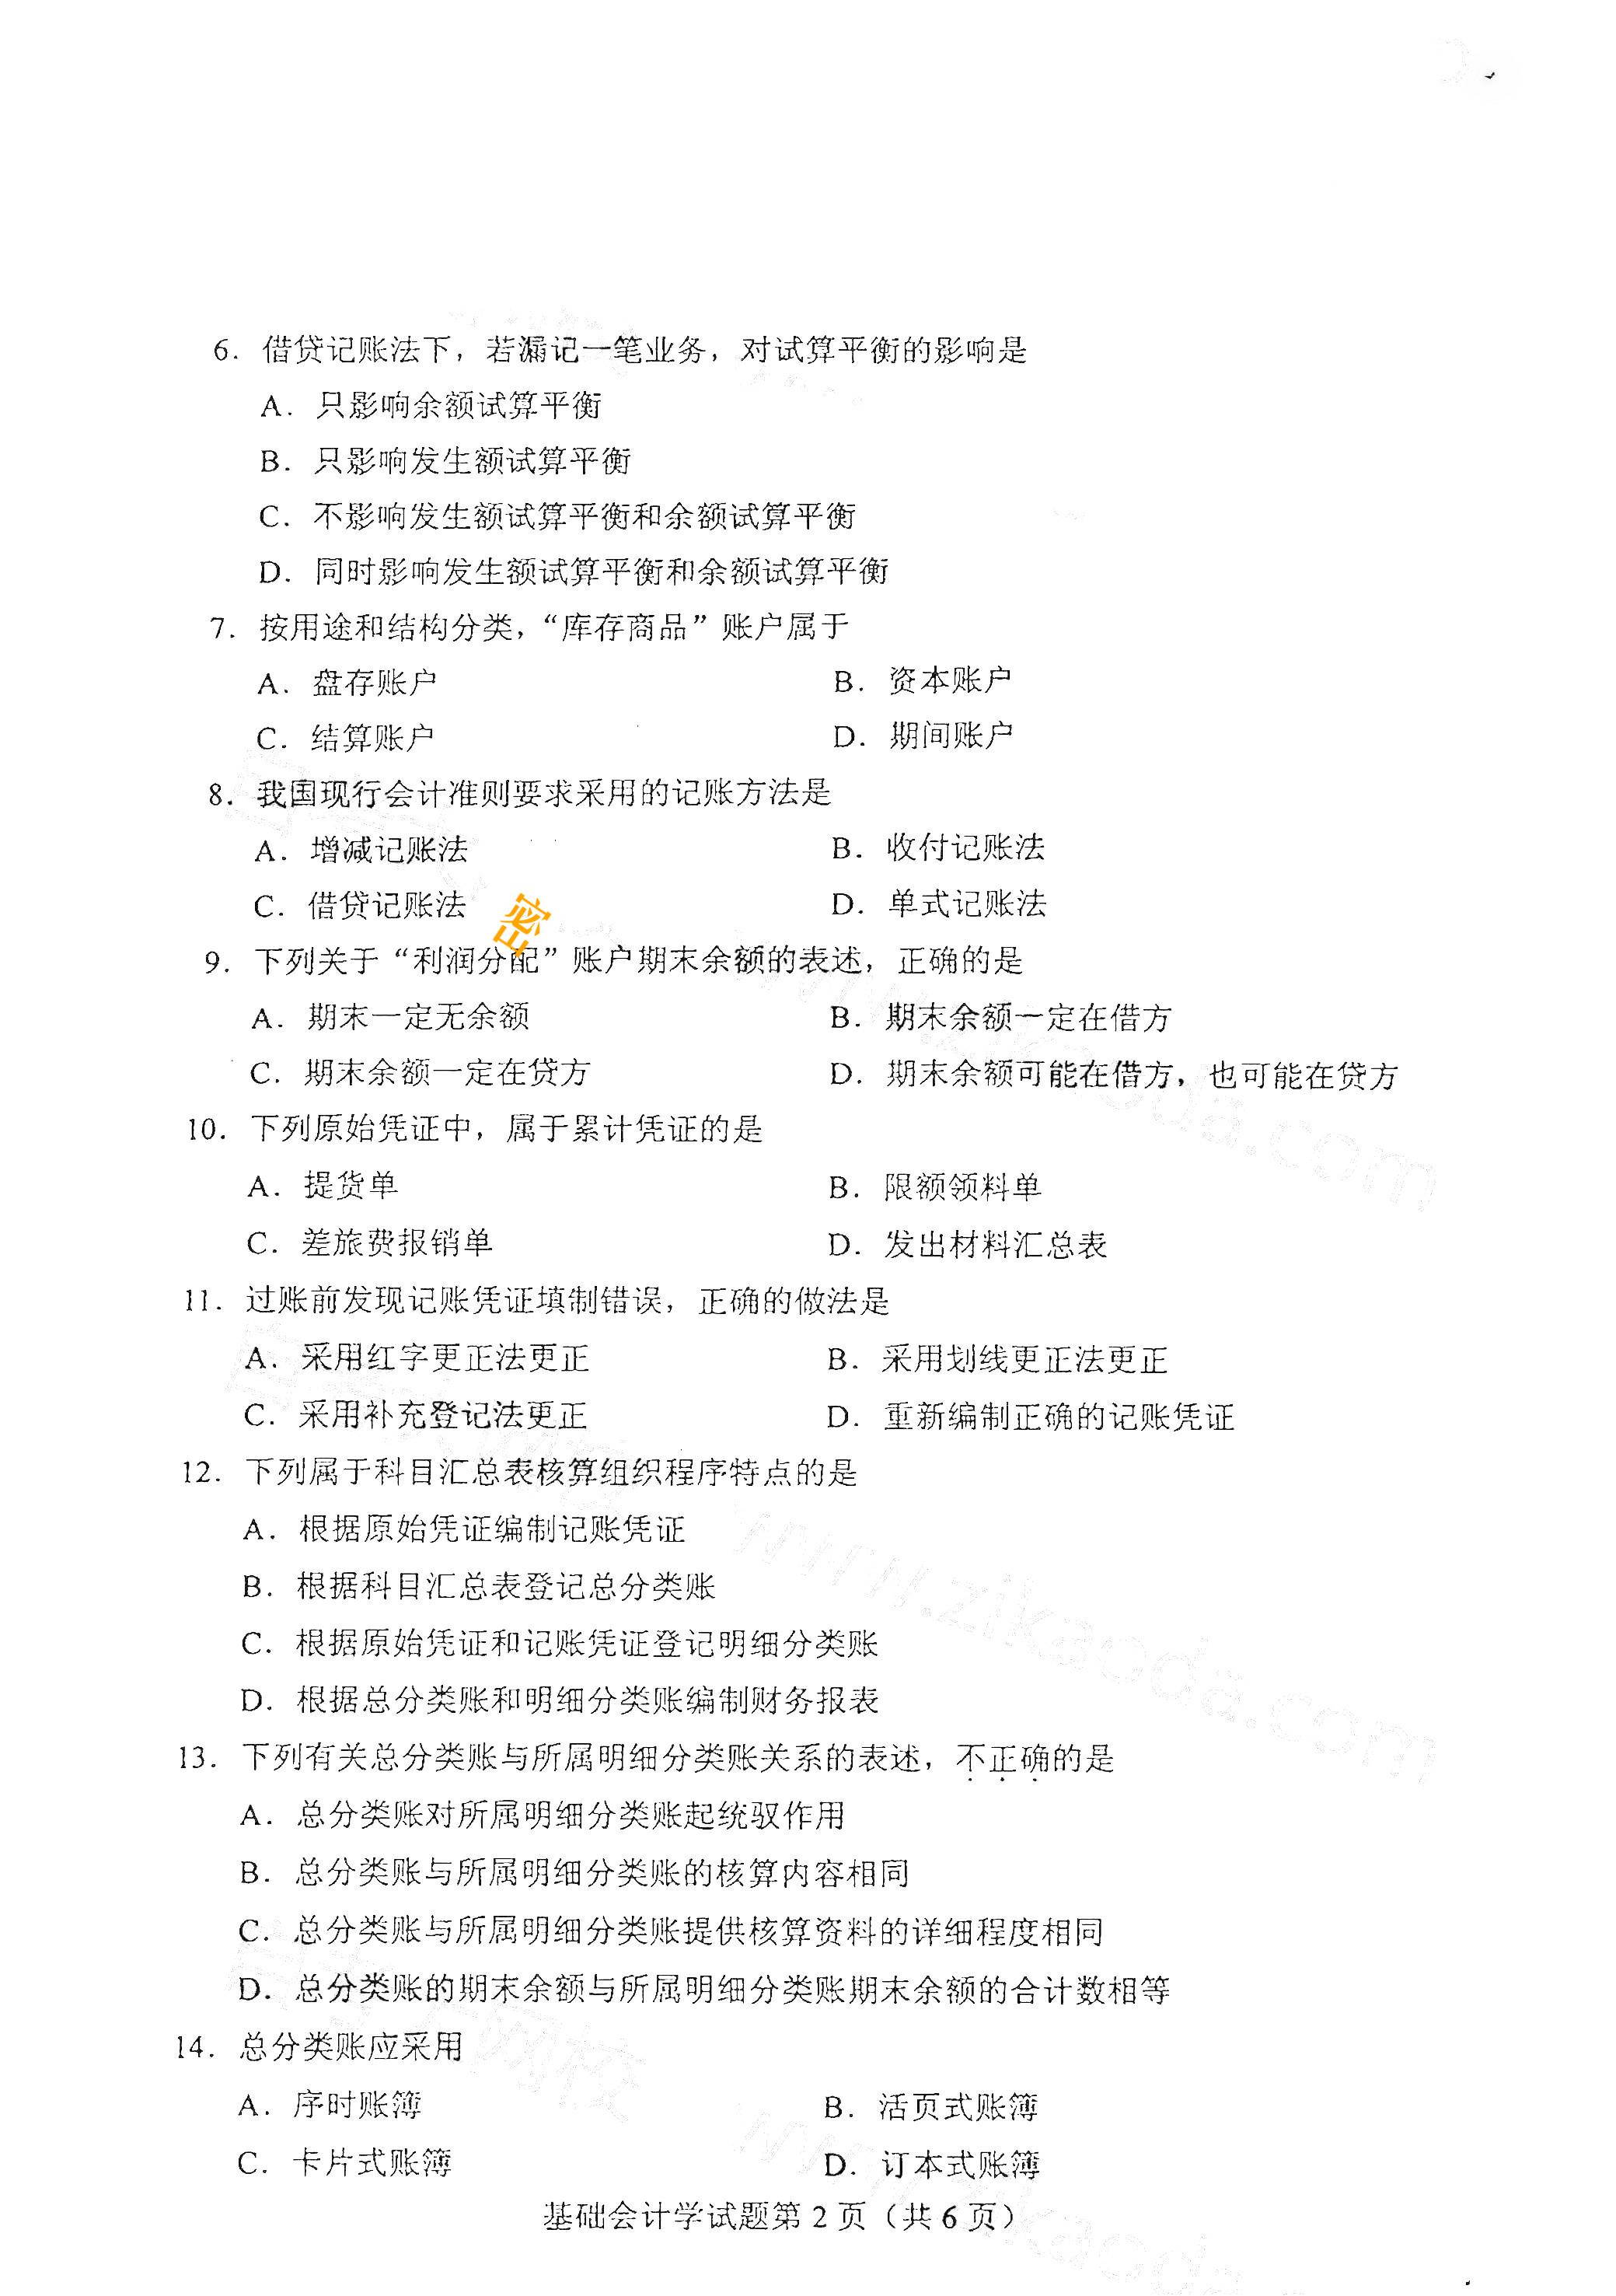 6. 借贷记账法下，若漏记一笔业务，对试算平衡的影响是
A. 只影响余额试算平衡
B. 只影响发生额试算平衡
C. 不影响发生额试算平衡和余额试算平衡
D. 同时影响发生额试算平衡和余额试算平衡
7. 按用途和结构分类，“库存商品”账户属于
A. 盘存账户 B. 资本账户
C. 结算账户 D. 期间账户
8. 我国现行会计准则要求采用的记账方法是
A. 增减记账法 B. 收付记账法
C. 借贷记账法 D. 单式记账法
密
9. 下列关于“利润分配”账户期末余额的表述，正确的是
A. 期末一定无余额 B. 期末余额一定在借方
C. 期末余额一定在贷方 D. 期末余额可能在借方，也可能在贷方
10. 下列原始凭证中，属于累计凭证的是
A. 提货单 B. 限额领料单
C. 差旅费报销单 D. 发出材料汇总表
11. 过账前发现记账凭证填制错误，正确的做法是
A. 采用红字更正法更正 B. 采用划线更正法更正
C. 采用补充登记法更正 D. 重新编制正确的记账凭证
12. 下列属于科目汇总表核算组织程序特点的是
A. 根据原始凭证编制记账凭证
B. 根据科目汇总表登记总分类账
C. 根据原始凭证和记账凭证登记明细分类账
D. 根据总分类账和明细分类账编制财务报表
www.zikaoda.com
13. 下列有关总分类账与所属明细分类账关系的表述，不正确的是
A. 总分类账对所属明细分类账起统驭作用
B. 总分类账与所属明细分类账的核算内容相同
C. 总分类账与所属明细分类账提供核算资料的详细程度相同
D. 总分类账的期末余额与所属明细分类账期末余额的合计数相等
14. 总分类账应采用
A. 序时账簿 B. 活页式账簿
C. 卡片式账簿 D. 订本式账簿
基础会计学试题第 2 页（共 6 页）